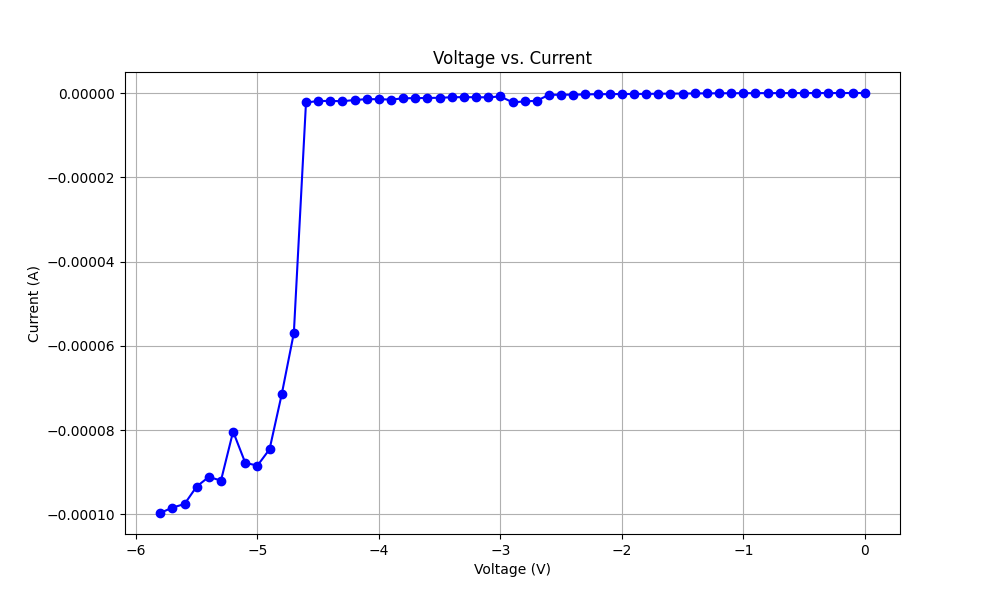 Voltage vs. Current
0.00000
−0.00002
−0.00004
−0.00006
−0.00008
−0.00010
Current (A)
−6 −5 −4 −3 −2 −1 0
Voltage (V)